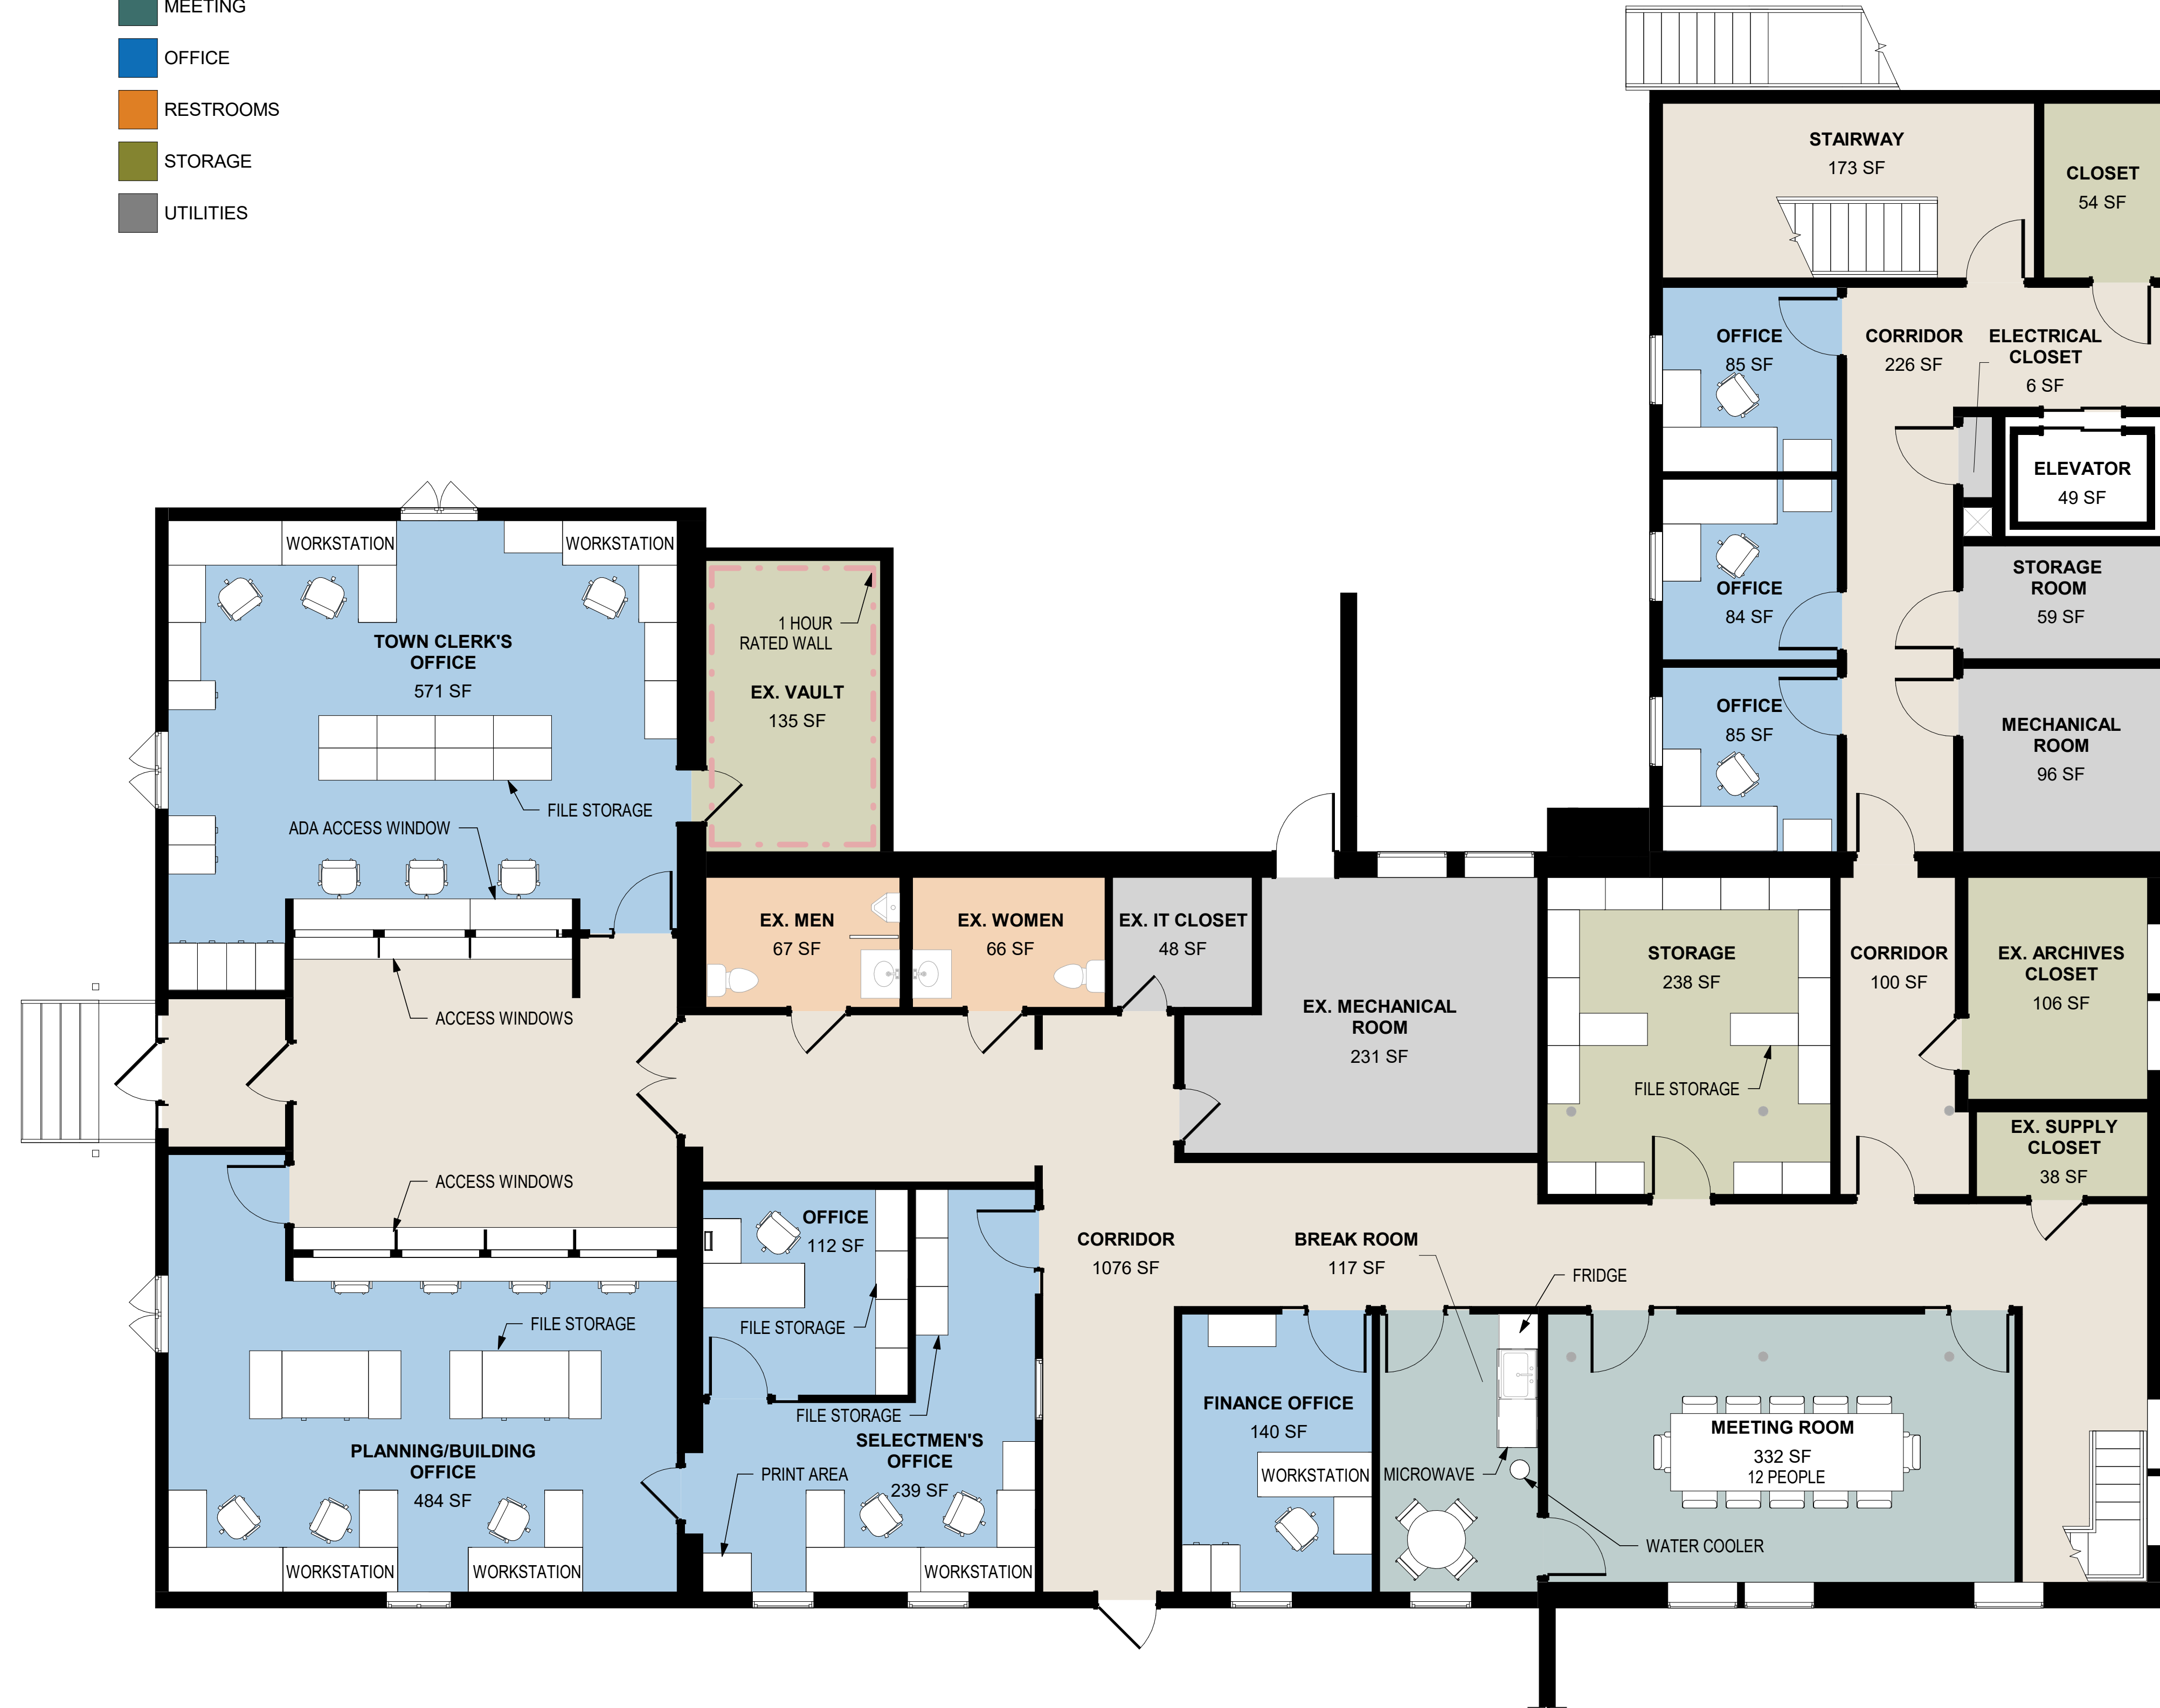 MEETING
OFFICE
RESTROOMS
STORAGE
UTILITIES
STAIRWAY
173 SF
CLOSET
54 SF
OFFICE
85 SF
CORRIDOR
226 SF
ELECTRICAL
CLOSET
6 SF
ELEVATOR
49 SF
OFFICE
84 SF
STORAGE
ROOM
59 SF
OFFICE
85 SF
MECHANICAL
ROOM
96 SF
WORKSTATION
WORKSTATION
TOWN CLERK'S
OFFICE
571 SF
1 HOUR
RATED WALL
EX. VAULT
135 SF
FILE STORAGE
ADA ACCESS WINDOW
EX. MEN
67 SF
EX. WOMEN
66 SF
EX. IT CLOSET
48 SF
EX. MECHANICAL
ROOM
231 SF
STORAGE
238 SF
FILE STORAGE
CORRIDOR
100 SF
EX. ARCHIVES
CLOSET
106 SF
EX. SUPPLY
CLOSET
38 SF
ACCESS WINDOWS
ACCESS WINDOWS
OFFICE
112 SF
FILE STORAGE
CORRIDOR
1076 SF
BREAK ROOM
117 SF
FRIDGE
FILE STORAGE
FILE STORAGE
SELECTMEN'S
OFFICE
239 SF
PRINT AREA
WORKSTATION
PLANNING/BUILDING
OFFICE
484 SF
WORKSTATION
WORKSTATION
FINANCE OFFICE
140 SF
WORKSTATION
MICROWAVE
MEETING ROOM
332 SF
12 PEOPLE
WATER COOLER